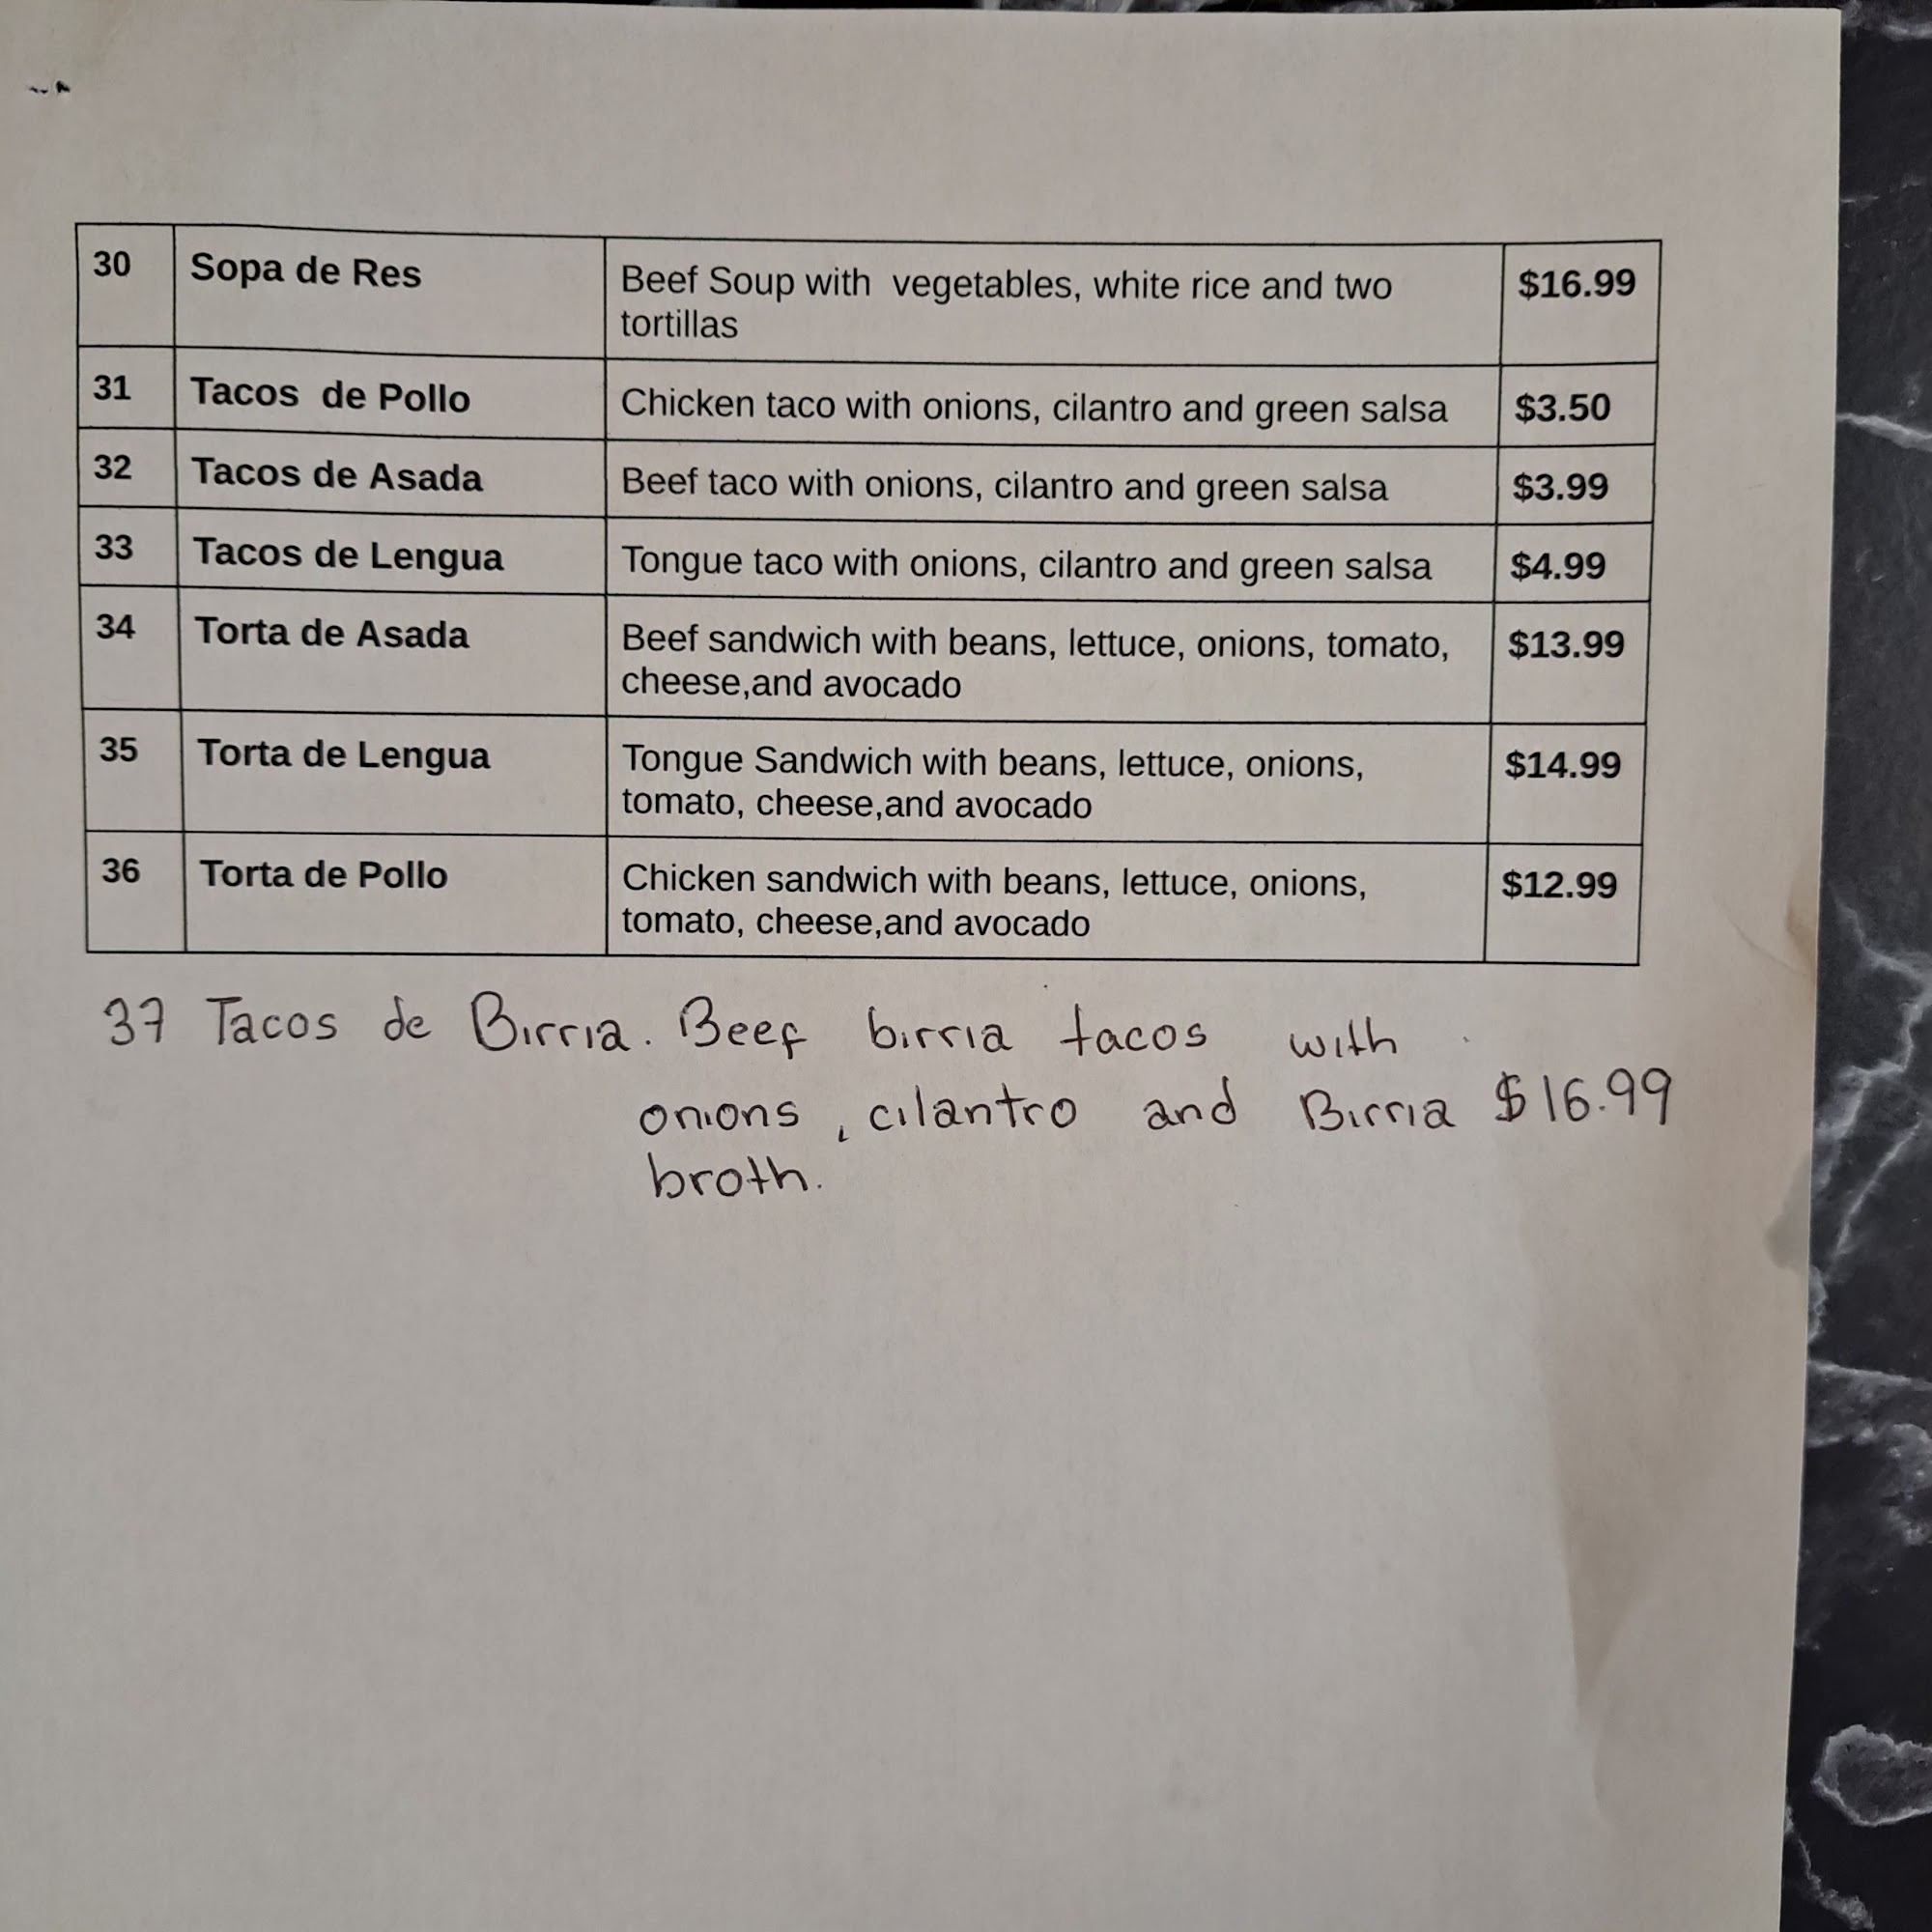 30 Sopa de Res Beef Soup with vegetables, white rice and two $16.99
tortillas
31 Tacos de Pollo Chicken taco with onions, cilantro and green salsa $3.50
32 Tacos de Asada Beef taco with onions, cilantro and green salsa $3.99
33 Tacos de Lengua Tongue taco with onions, cilantro and green salsa $4.99
34 Torta de Asada Beef sandwich with beans, lettuce, onions, tomato, $13.99
cheese,and avocado
35 Torta de Lengua Tongue Sandwich with beans, lettuce, onions, $14.99
tomato, cheese,and avocado
36 Torta de Pollo Chicken sandwich with beans, lettuce, onions, $12.99
tomato, cheese,and avocado
37 Tacos de Birria. Beef birria tacos with
onions, cilantro and Birria $16.99
broth.